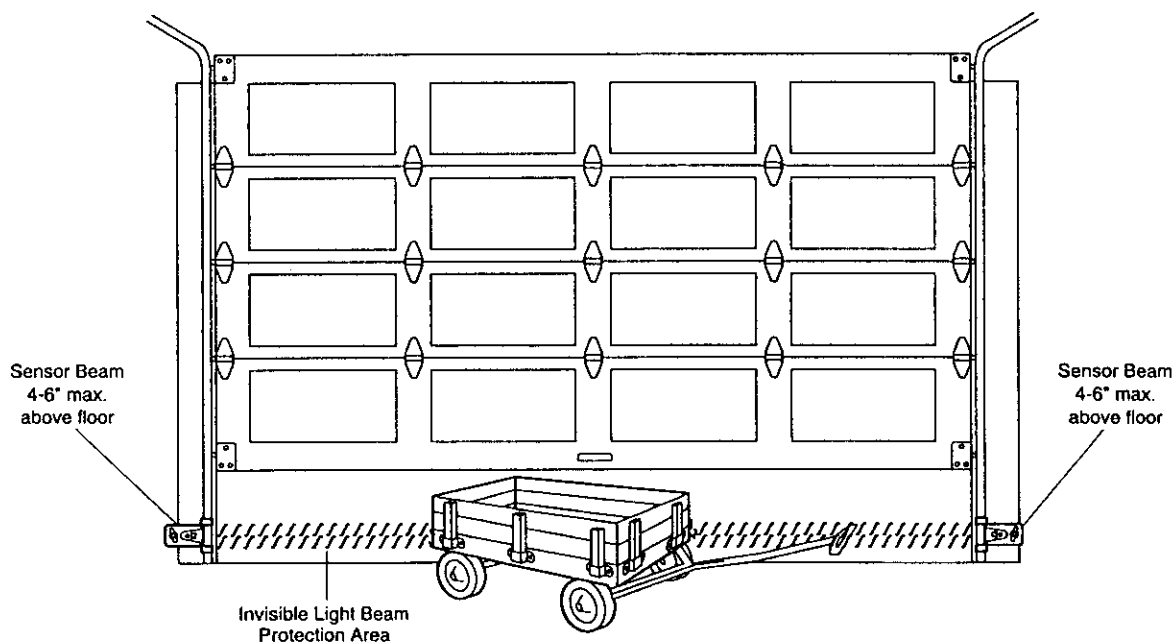 Sensor Beam
4-6" max.
above floor
Sensor Beam
4-6" max.
above floor
Invisible Light Beam
Protection Area